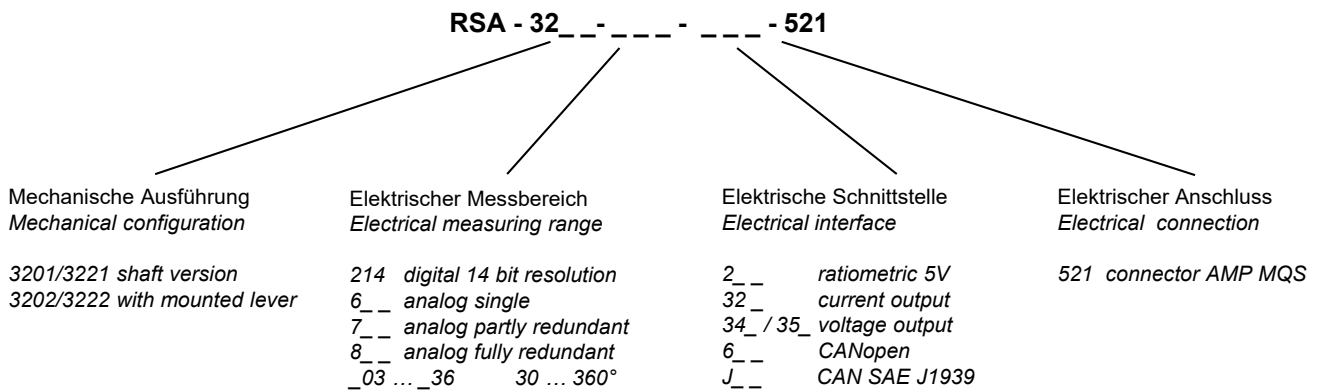 RSA - 32_ _- _ _ _ - _ _ _ - 521
Mechanische Ausführung
Mechanical configuration
3201/3221 shaft version
3202/3222 with mounted lever
Elektrischer Messbereich
Electrical measuring range
214 digital 14 bit resolution
6_ _ analog single
7_ _ analog partly redundant
8_ _ analog fully redundant
_03 … _36 30 … 360°
Elektrische Schnittstelle
Electrical interface
2_ _ ratiometric 5V
32 _ current output
34_ / 35_ voltage output
6_ _ CANopen
J_ _ CAN SAE J1939
Elektrischer Anschluss
Electrical connection
521 connector AMP MQS